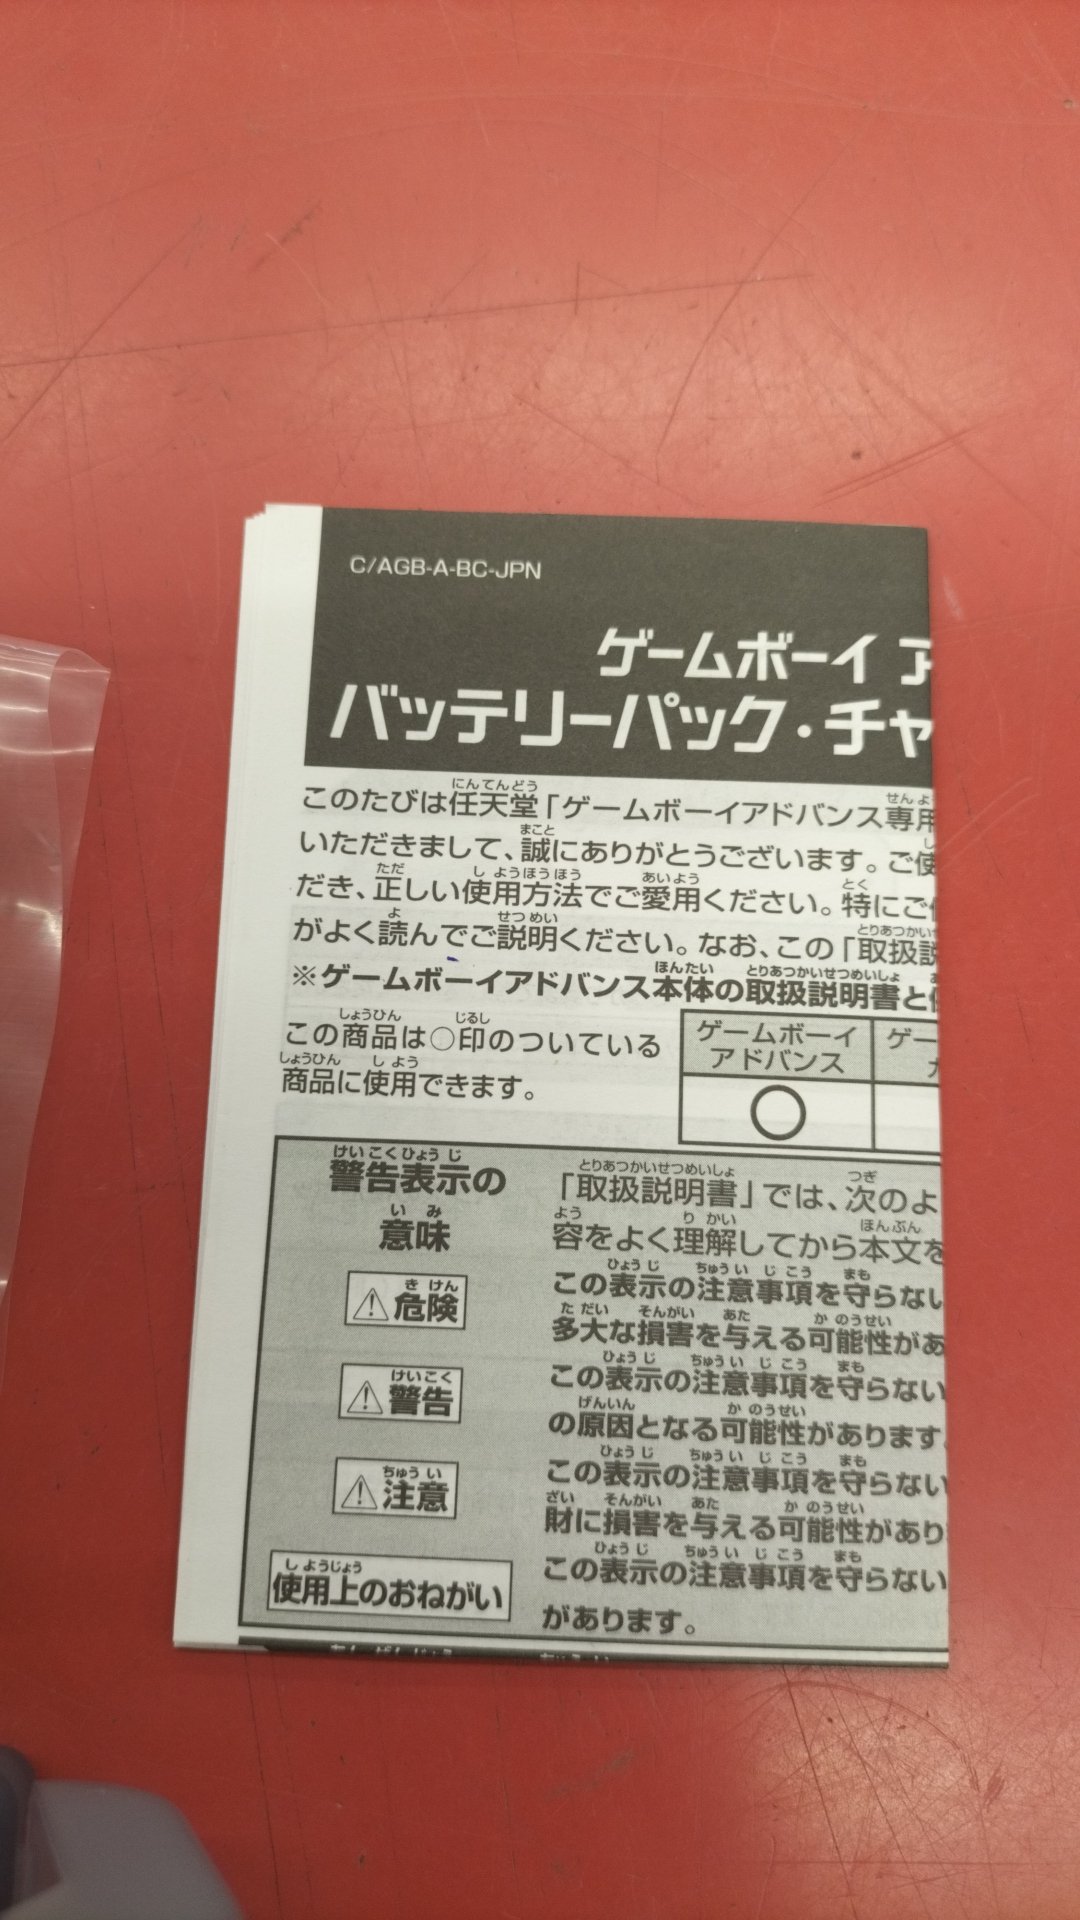 C/AGB-A-BC-JPN
ゲームボーイ ア
バッテリーパック・チャ
このたびは任天堂「ゲームボーイアドバンス専用
いただきまして、誠にありがとうございます。ご使
だき、正しい使用方法でご愛用ください。特にご
がよく読んでご説明ください。なお、この「取扱説
※ゲームボーイアドバンス本体の取扱説明書と
この商品は○印のついている
商品に使用できます。
ゲームボーイ
アドバンス
ゲー
○
警告表示の
意味
「取扱説明書」では、次のよ
容をよく理解してから本文を
危険
この表示の注意事項を守らない
多大な損害を与える可能性があ
警告
この表示の注意事項を守らない
の原因となる可能性があります
注意
この表示の注意事項を守らない
財に損害を与える可能性があり
使用上のおねがい
この表示の注意事項を守らない
があります。